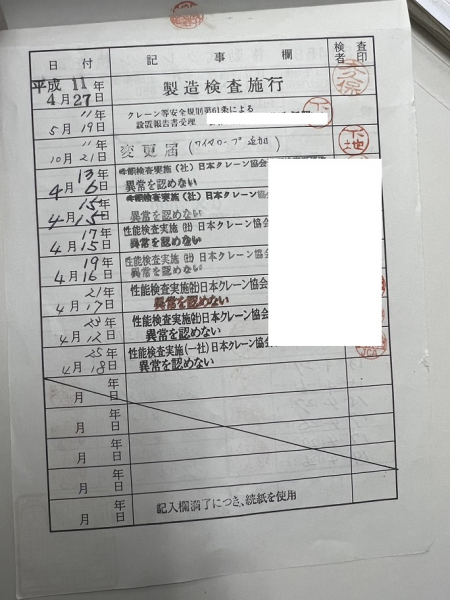 日 付 記 事 欄 検査者印
平成 11年 4月 27日 製造検査施行
〃年 5月 19日 クレーン等安全規則第61条による
設置報告書受理
〃年 10月 21日 変更届(ワイヤロープ追加)
13年 4月 6日 性能検査実施(社)日本クレーン協会
異常を認めない
15年 4月 15日 性能検査実施(社)日本クレーン協会
異常を認めない
17年 4月 15日 性能検査実施(社)日本クレーン協会
異常を認めない
19年 4月 16日 性能検査実施(社)日本クレーン協会
異常を認めない
21年 4月 17日 性能検査実施(社)日本クレーン協会
異常を認めない
23年 4月 12日 性能検査実施(社)日本クレーン協会
異常を認めない
25年 4月 18日 性能検査実施(一社)日本クレーン協会
異常を認めない
年 月 日
年 月 日
年 月 日
年 月 日
年 月 日 記入欄満了につき、続紙を使用